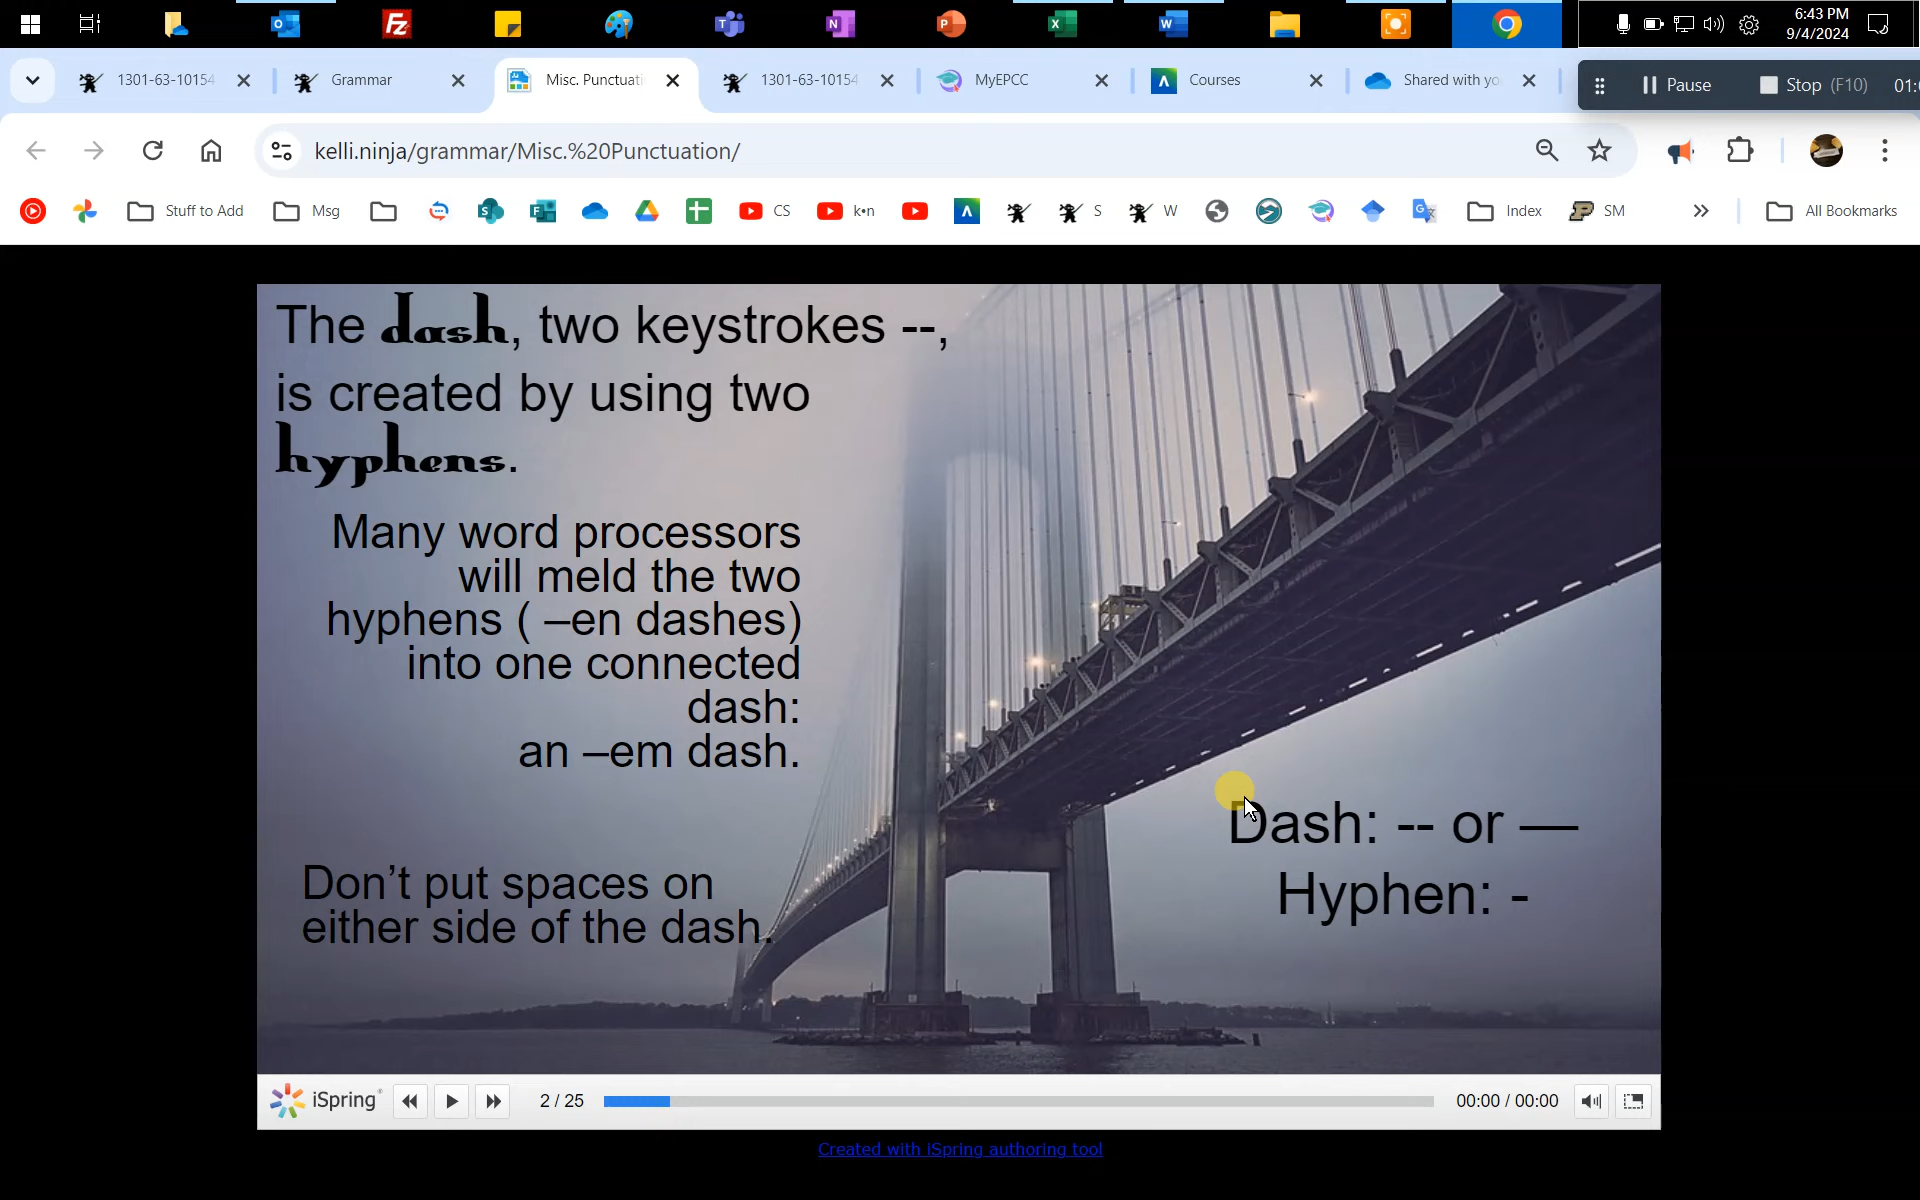 6:43 PM
9/4/2024
1301-63-10154
Grammar
Misc. Punctuati
1301-63-10154
MyEPCC
Courses
Shared with yo
Pause
Stop (F10)
01:
kelli.ninja/grammar/Misc.%20Punctuation/
Stuff to Add
Msg
CS
k•n
S
W
Index
SM
All Bookmarks
The dash, two keystrokes --,
is created by using two
hyphens.
Many word processors
will meld the two
hyphens ( –en dashes)
into one connected
dash:
an –em dash.
Don’t put spaces on
either side of the dash.
Dash: -- or —
Hyphen: -
iSpring
2 / 25
00:00 / 00:00
Created with iSpring authoring tool